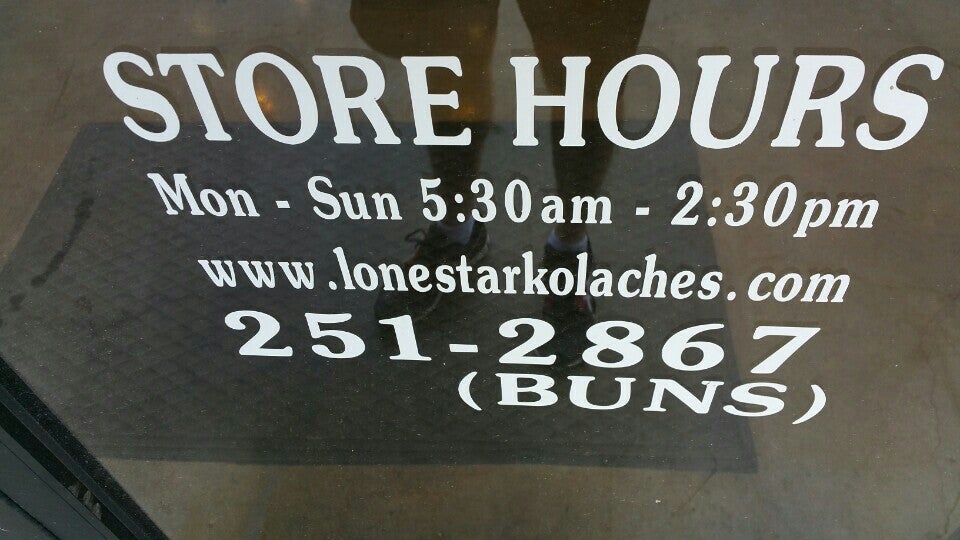 STORE HOURS
Mon - Sun 5:30am - 2:30pm
www.lonestarkolaches.com
251-2867
(BUNS)